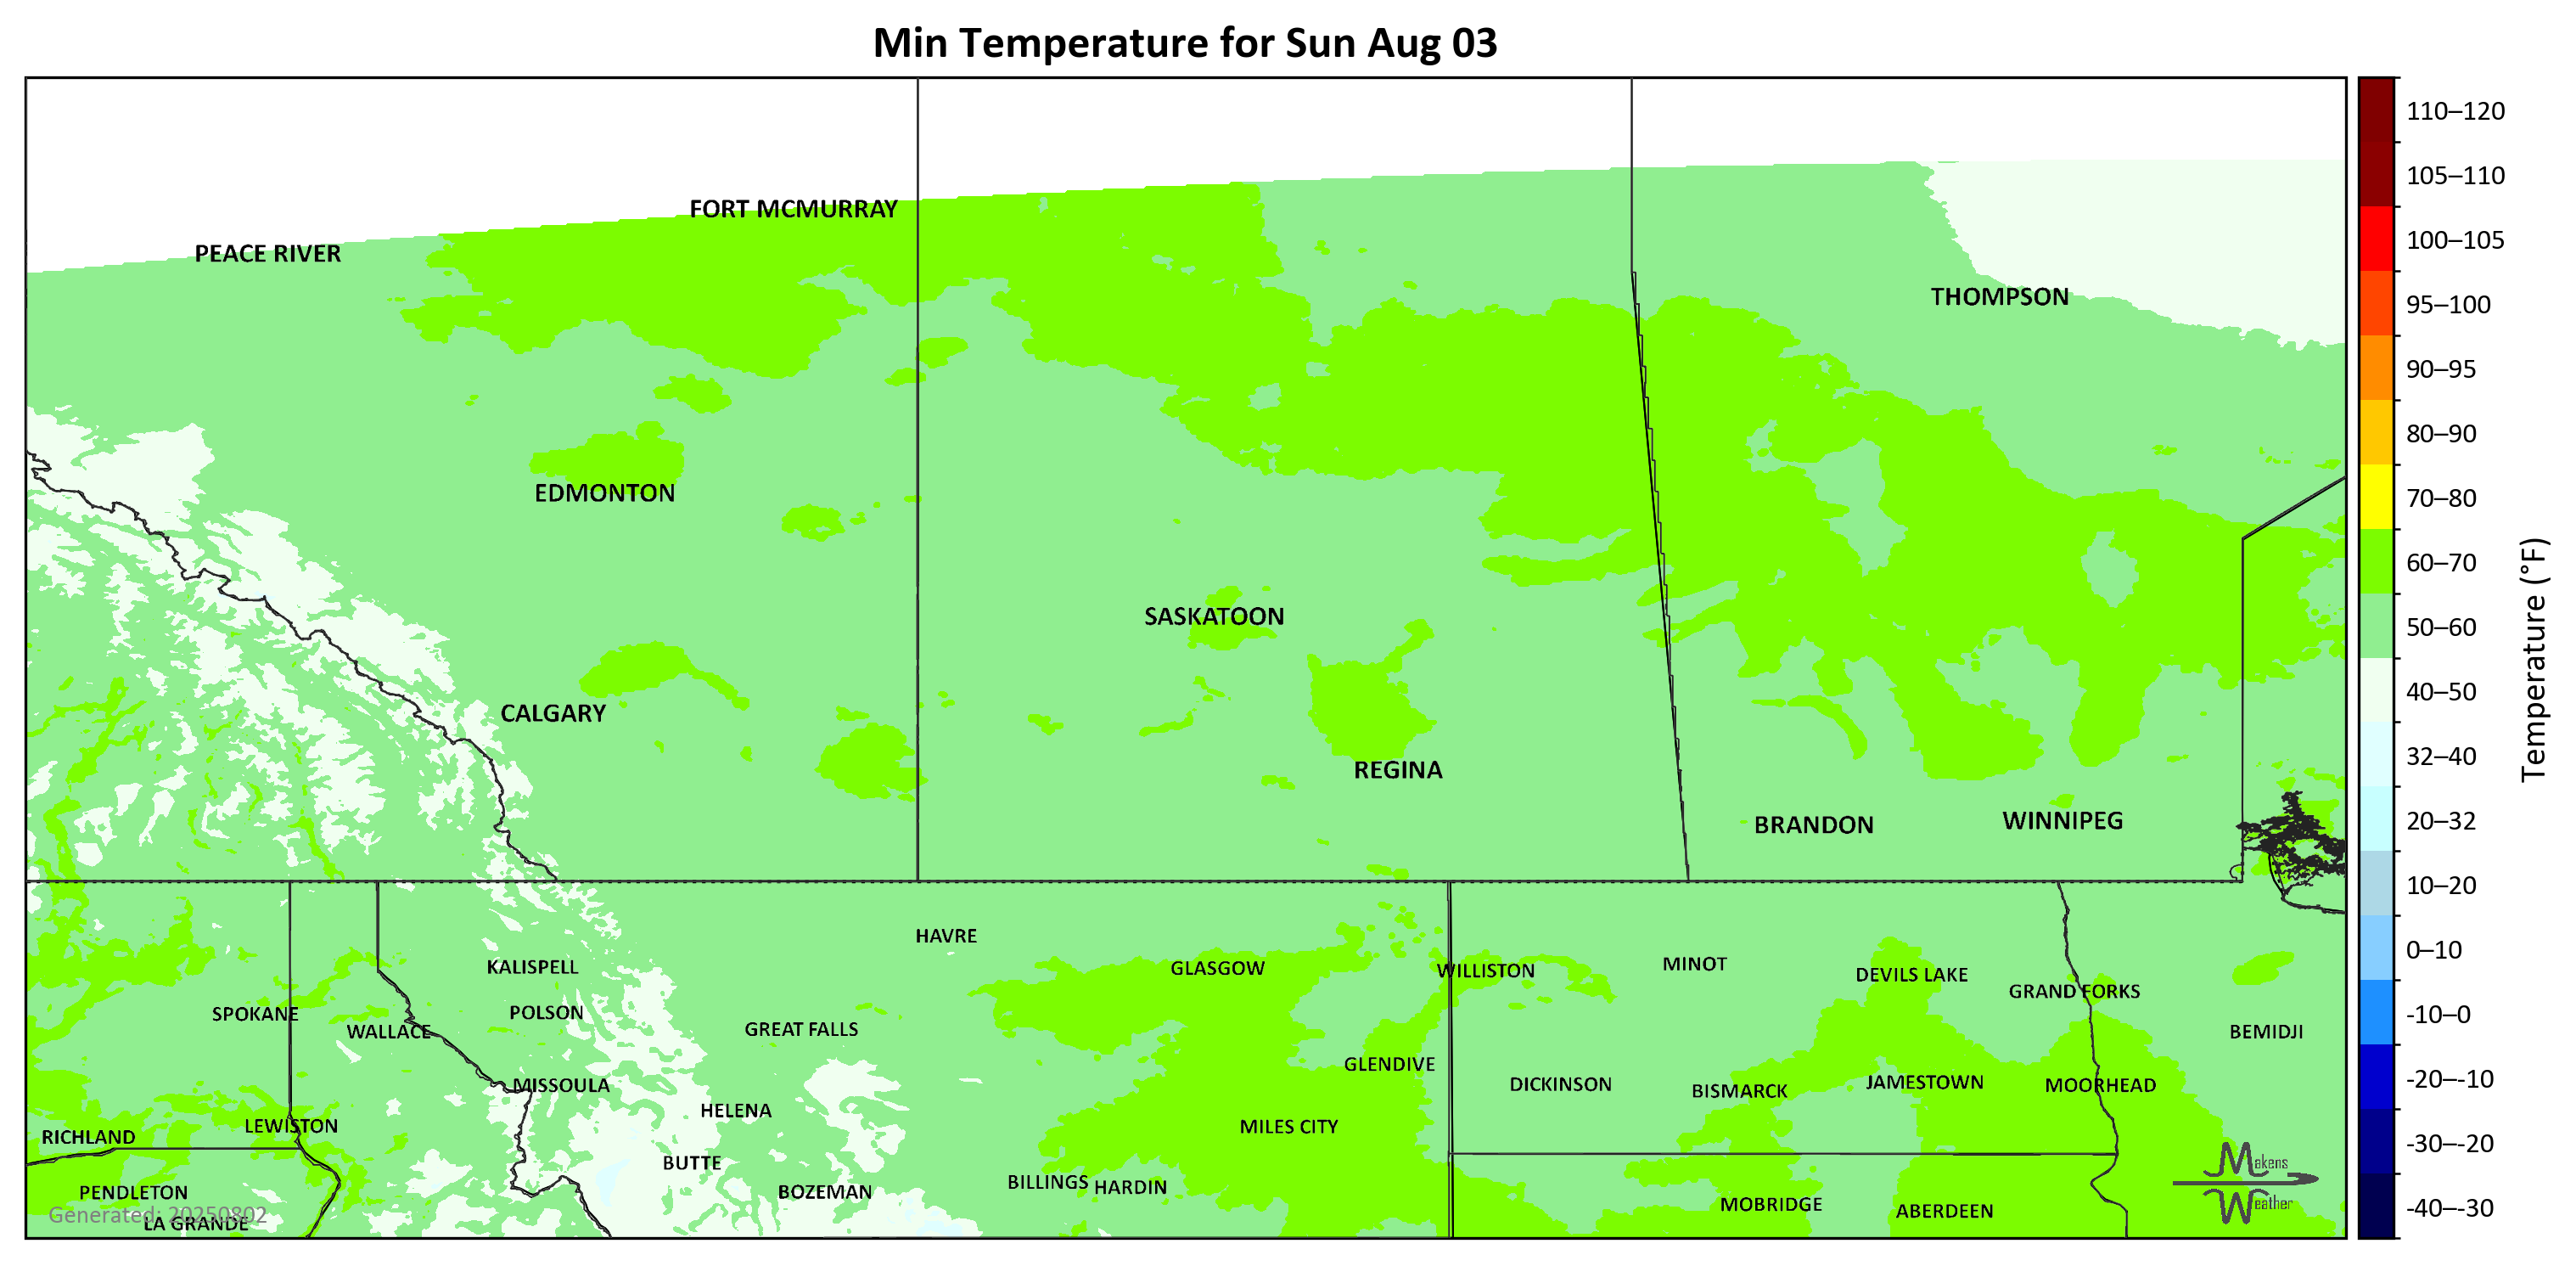 Min Temperature for Sun Aug 03
FORT MCMURRAY
PEACE RIVER
THOMPSON
EDMONTON
SASKATOON
CALGARY
REGINA
WINNIPEG
BRANDON
HAVRE
MINOT
KALISPELL
GLASGOW
WILLISTON
DEVILS LAKE
GRAND FORKS
POLSON
SPOKANE
GREAT FALLS
WALLACE
BEMIDJI
GLENDIVE
JAMESTOWN
DICKINSON
MISSOULA
MOORHEAD
BISMARCK
HELENA
LEWISTON
MILES CITY
RICHLAND
BUTTE
BILLINGS
HARDIN
BOZEMAN
PENDLETON
MOBRIDGE
ABERDEEN
Generated: 20250802
LA GRANDE
Makens
Weather
110–120
105–110
100–105
95–100
90–95
80–90
70–80
60–70
50–60
40–50
32–40
20–32
10–20
0–10
-10–0
-20–-10
-30–-20
-40–-30
Temperature (°F)